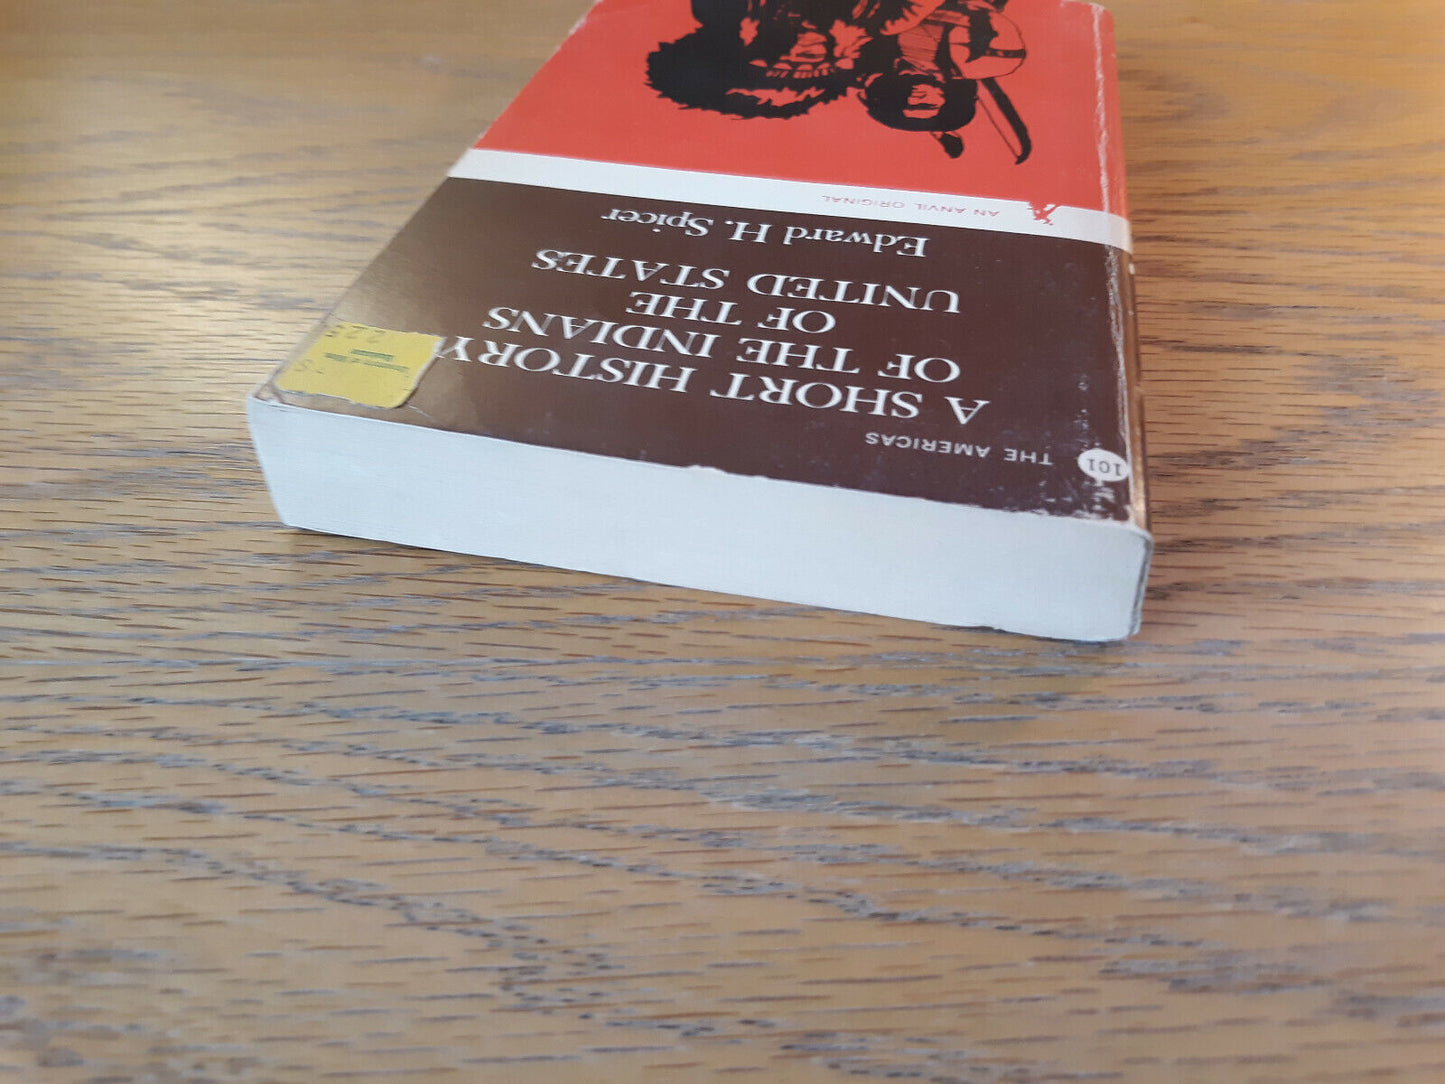 101 THE AMERICAS
A SHORT HISTORY
OF THE INDIANS
OF THE
UNITED STATES
Edward H. Spicer
AN ANVIL ORIGINAL